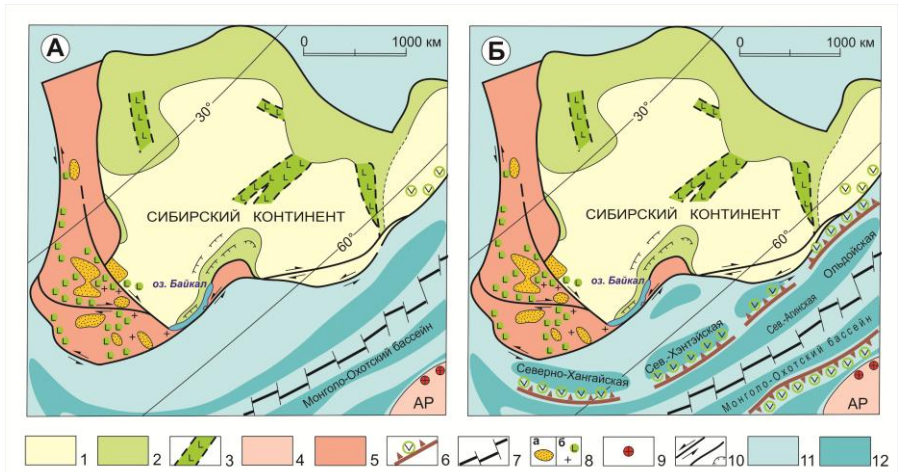 А
0 1000 км
30°
СИБИРСКИЙ КОНТИНЕНТ
60°
оз. Байкал
Монголо-Охотский бассейн
АР
Б
0 1000 км
30°
СИБИРСКИЙ КОНТИНЕНТ
60°
оз. Байкал
Ольдойская
Сев.-Агинская
Сев.-Хэнтэйская
Северно-Хангайская
Монголо-Охотский бассейн
АР
1 2 3 4 5 6 7 а б 8 9 10 11 12